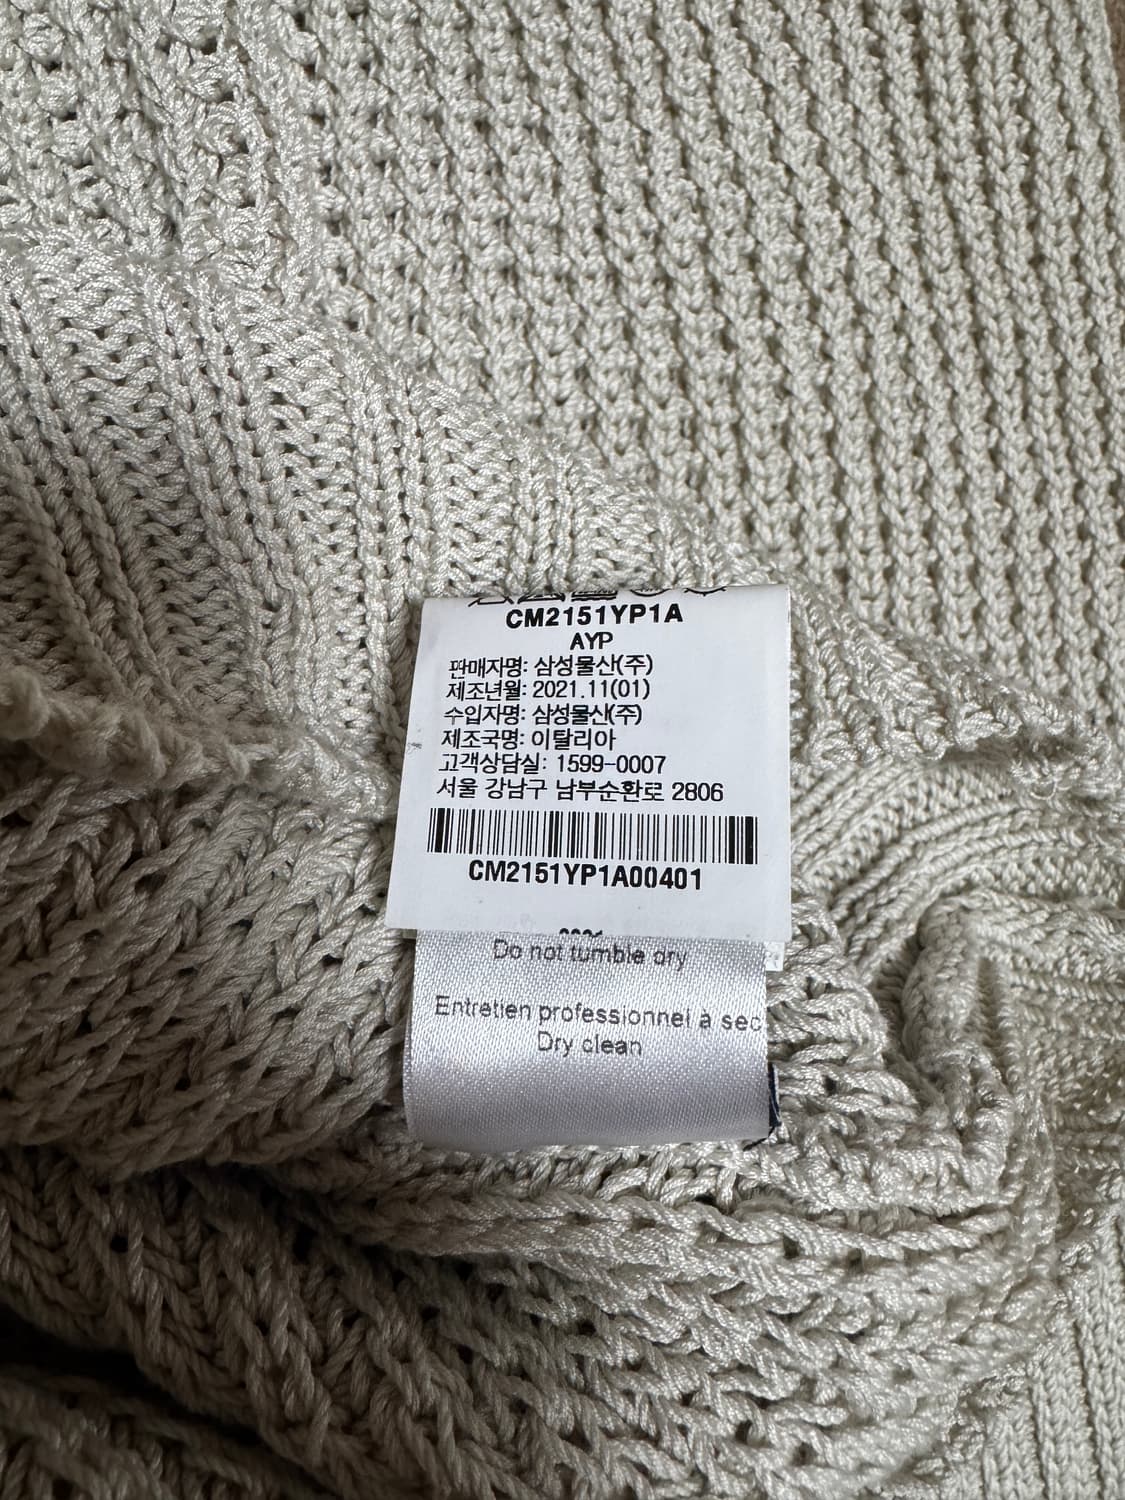 CM2151YP1A
AYP
판매자명: 삼성물산(주)
제조년월: 2021.11(01)
수입자명: 삼성물산(주)
제조국명: 이탈리아
고객상담실: 1599-0007
서울 강남구 남부순환로 2806
CM2151YP1A00401
Do not tumble dry
Entretien professionnel à sec
Dry clean